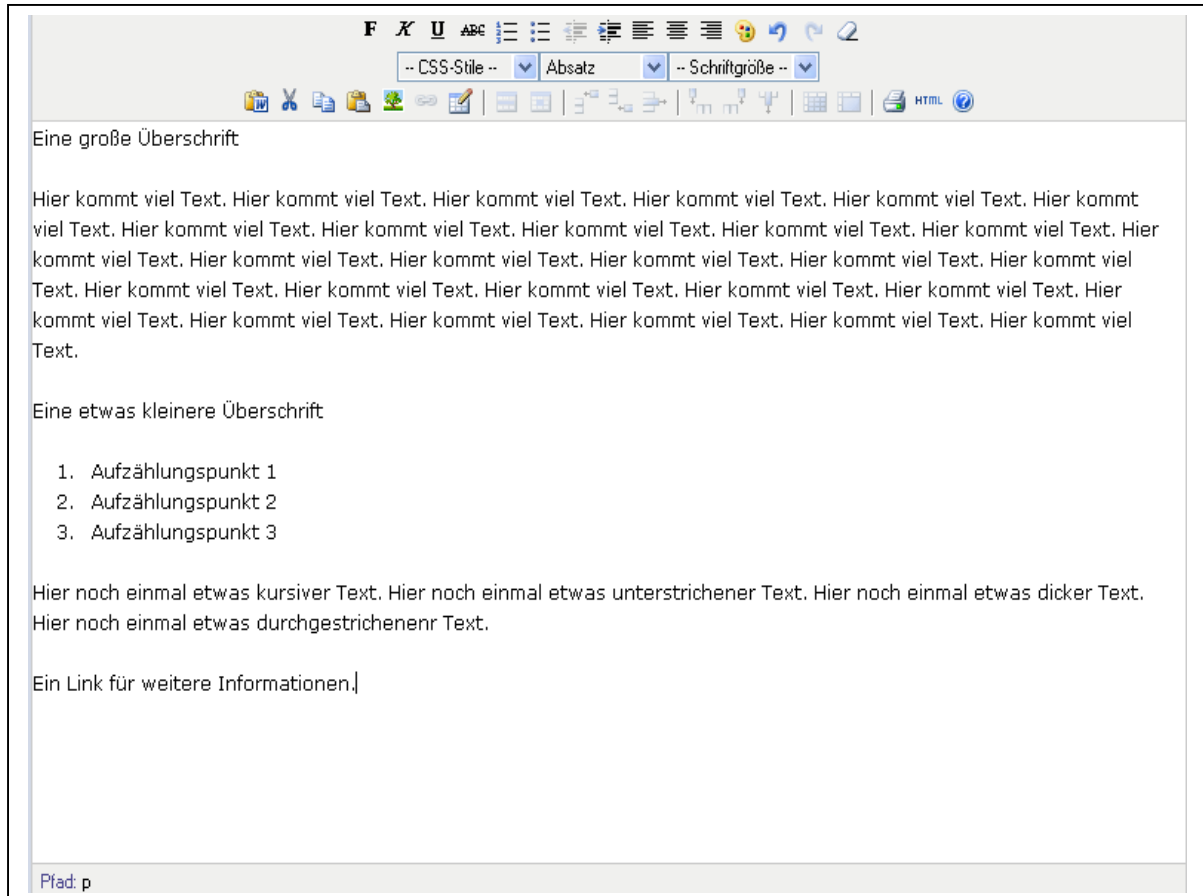 F K U ABC
-- CSS-Stile -- Absatz -- Schriftgröße --
HTML
Eine große Überschrift
Hier kommt viel Text. Hier kommt viel Text. Hier kommt viel Text. Hier kommt viel Text. Hier kommt viel Text. Hier kommt
viel Text. Hier kommt viel Text. Hier kommt viel Text. Hier kommt viel Text. Hier kommt viel Text. Hier kommt viel Text. Hier
kommt viel Text. Hier kommt viel Text. Hier kommt viel Text. Hier kommt viel Text. Hier kommt viel Text. Hier kommt viel
Text. Hier kommt viel Text. Hier kommt viel Text. Hier kommt viel Text. Hier kommt viel Text. Hier kommt viel Text. Hier
kommt viel Text. Hier kommt viel Text. Hier kommt viel Text. Hier kommt viel Text. Hier kommt viel Text. Hier kommt viel
Text.
Eine etwas kleinere Überschrift
1. Aufzählungspunkt 1
2. Aufzählungspunkt 2
3. Aufzählungspunkt 3
Hier noch einmal etwas kursiver Text. Hier noch einmal etwas unterstrichener Text. Hier noch einmal etwas dicker Text.
Hier noch einmal etwas durchgestrichenenr Text.
Ein Link für weitere Informationen.
Pfad: p